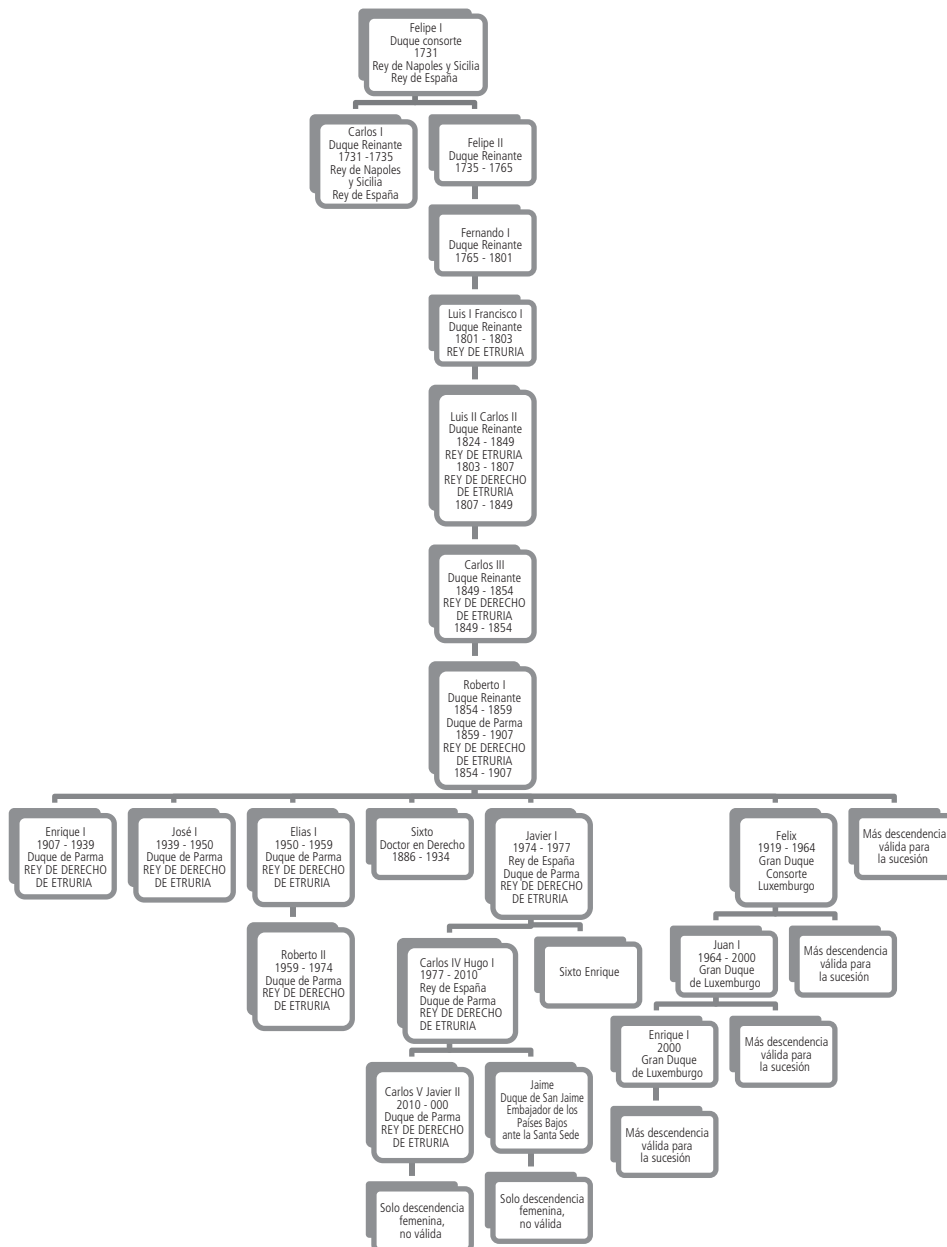 Felipe I
Duque consorte
1731
Rey de Napoles y Sicilia
Rey de España
Carlos I
Duque Reinante
1731 -1735
Rey de Napoles
y Sicilia
Rey de España
Felipe II
Duque Reinante
1735 - 1765
Fernando I
Duque Reinante
1765 - 1801
Luis I Francisco I
Duque Reinante
1801 - 1803
REY DE ETRURIA
Luis II Carlos II
Duque Reinante
1824 - 1849
REY DE ETRURIA
1803 - 1807
REY DE DERECHO
DE ETRURIA
1807 - 1849
Carlos III
Duque Reinante
1849 - 1854
REY DE DERECHO
DE ETRURIA
1849 - 1854
Roberto I
Duque Reinante
1854 - 1859
Duque de Parma
1859 - 1907
REY DE DERECHO
DE ETRURIA
1854 - 1907
Enrique I
1907 - 1939
Duque de Parma
REY DE DERECHO
DE ETRURIA
José I
1939 - 1950
Duque de Parma
REY DE DERECHO
DE ETRURIA
Elias I
1950 - 1959
Duque de Parma
REY DE DERECHO
DE ETRURIA
Sixto
Doctor en Derecho
1886 - 1934
Javier I
1974 - 1977
Rey de España
Duque de Parma
REY DE DERECHO
DE ETRURIA
Felix
1919 - 1964
Gran Duque
Consorte
Luxemburgo
Más descendencia
válida para
la sucesión
Roberto II
1959 - 1974
Duque de Parma
REY DE DERECHO
DE ETRURIA
Carlos IV Hugo I
1977 - 2010
Rey de España
Duque de Parma
REY DE DERECHO
DE ETRURIA
Sixto Enrique
Juan I
1964 - 2000
Gran Duque
de Luxemburgo
Más descendencia
válida para
la sucesión
Carlos V Javier II
2010 - 000
Duque de Parma
REY DE DERECHO
DE ETRURIA
Jaime
Duque de San Jaime
Embajador de los
Países Bajos
ante la Santa Sede
Enrique I
2000
Gran Duque
de Luxemburgo
Más descendencia
válida para
la sucesión
Solo descendencia
femenina,
no válida
Solo descendencia
femenina,
no válida
Más descendencia
válida para
la sucesión